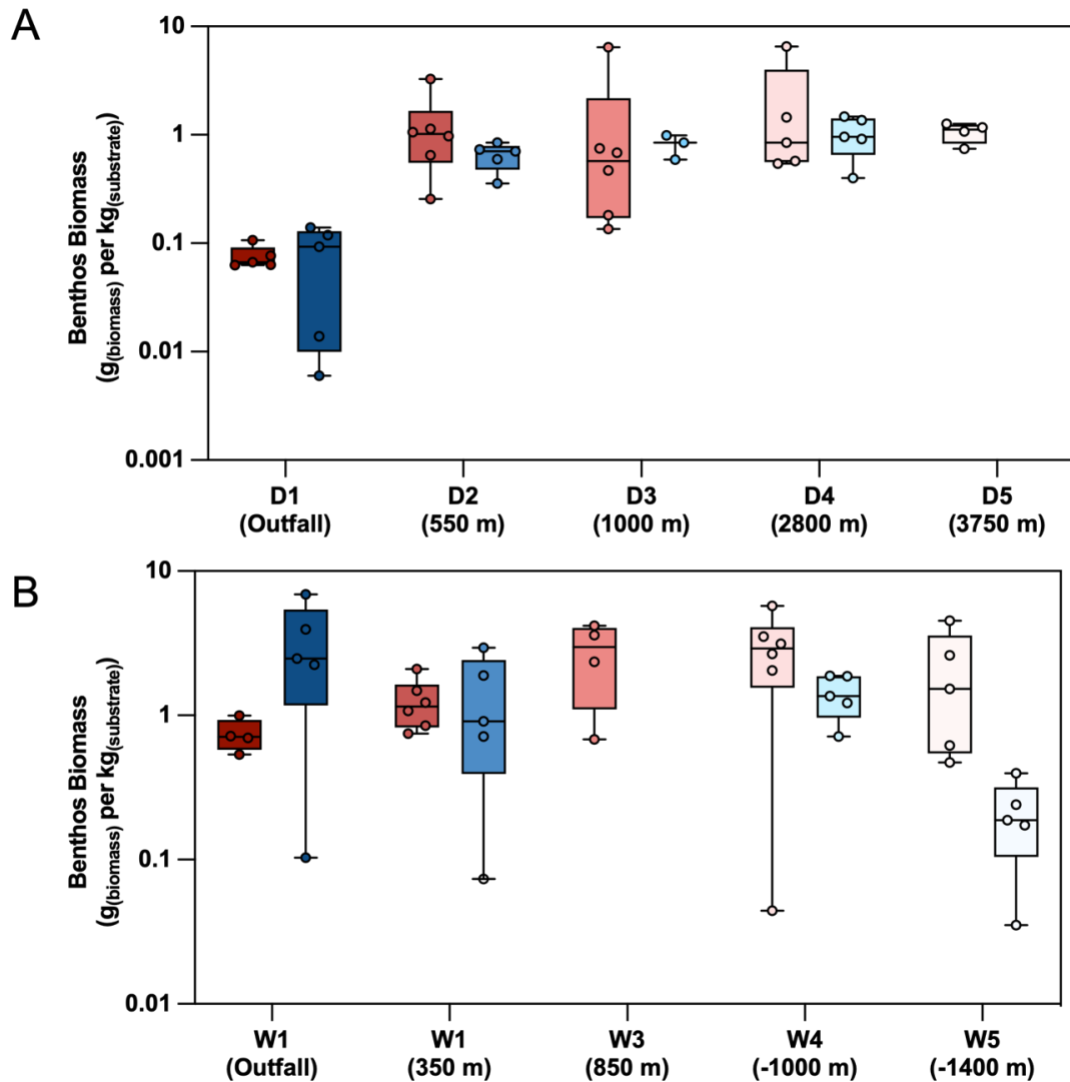 A
Benthos Biomass
(g(biomass) per kg(substrate))
10
1
0.1
0.01
0.001
D1
(Outfall)
D2
(550 m)
D3
(1000 m)
D4
(2800 m)
D5
(3750 m)
B
Benthos Biomass
(g(biomass) per kg(substrate))
10
1
0.1
0.01
W1
(Outfall)
W1
(350 m)
W3
(850 m)
W4
(-1000 m)
W5
(-1400 m)